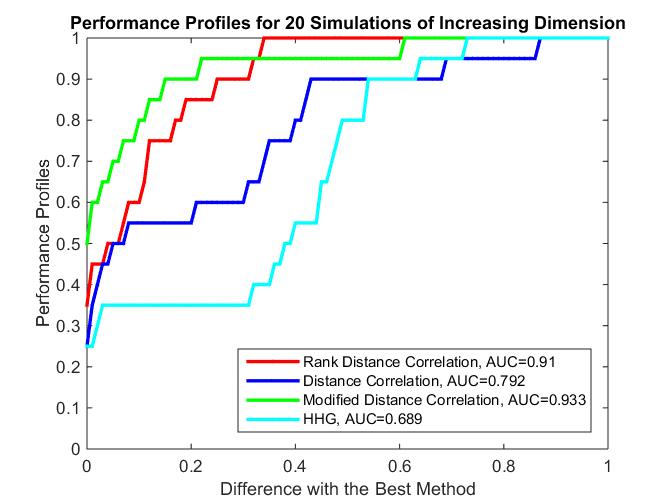 Performance Profiles for 20 Simulations of Increasing Dimension
1
0.9
0.8
0.7
0.6
0.5
0.4
0.3
0.2
0.1
0
Performance Profiles
Rank Distance Correlation, AUC=0.91
Distance Correlation, AUC=0.792
Modified Distance Correlation, AUC=0.933
HHG, AUC=0.689
0 0.2 0.4 0.6 0.8 1
Difference with the Best Method